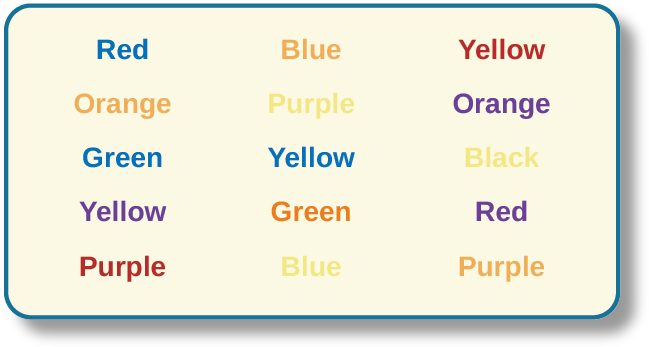 Red Blue Yellow
Orange Purple Orange
Green Yellow Black
Yellow Green Red
Purple Blue Purple